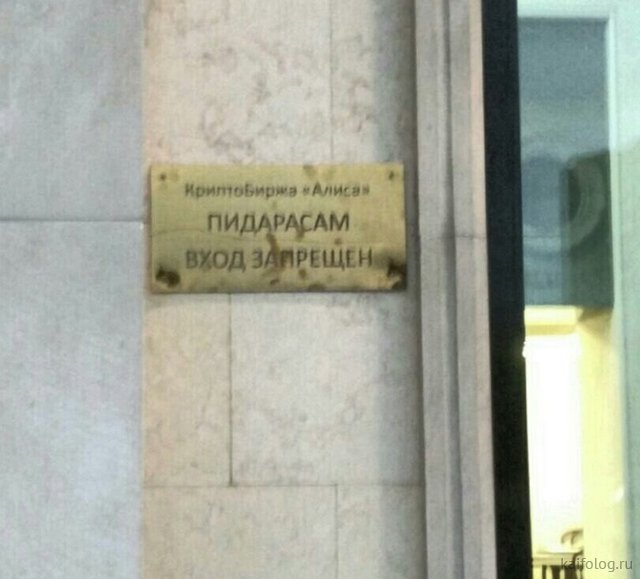 КриптоБиржа «Алиса»
ПИДАРАСАМ
ВХОД ЗАПРЕЩЕН
kaifolog.ru